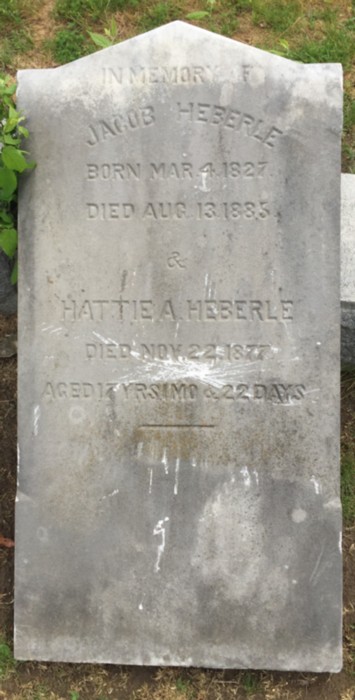 IN MEMORY OF
JACOB HEBERLE
BORN MAR. 4. 1827.
DIED AUG. 13. 1885.
&
HATTIE A. HEBERLE
DIED NOV. 22. 1877
AGED 17 YRS 1 MO & 22 DAYS